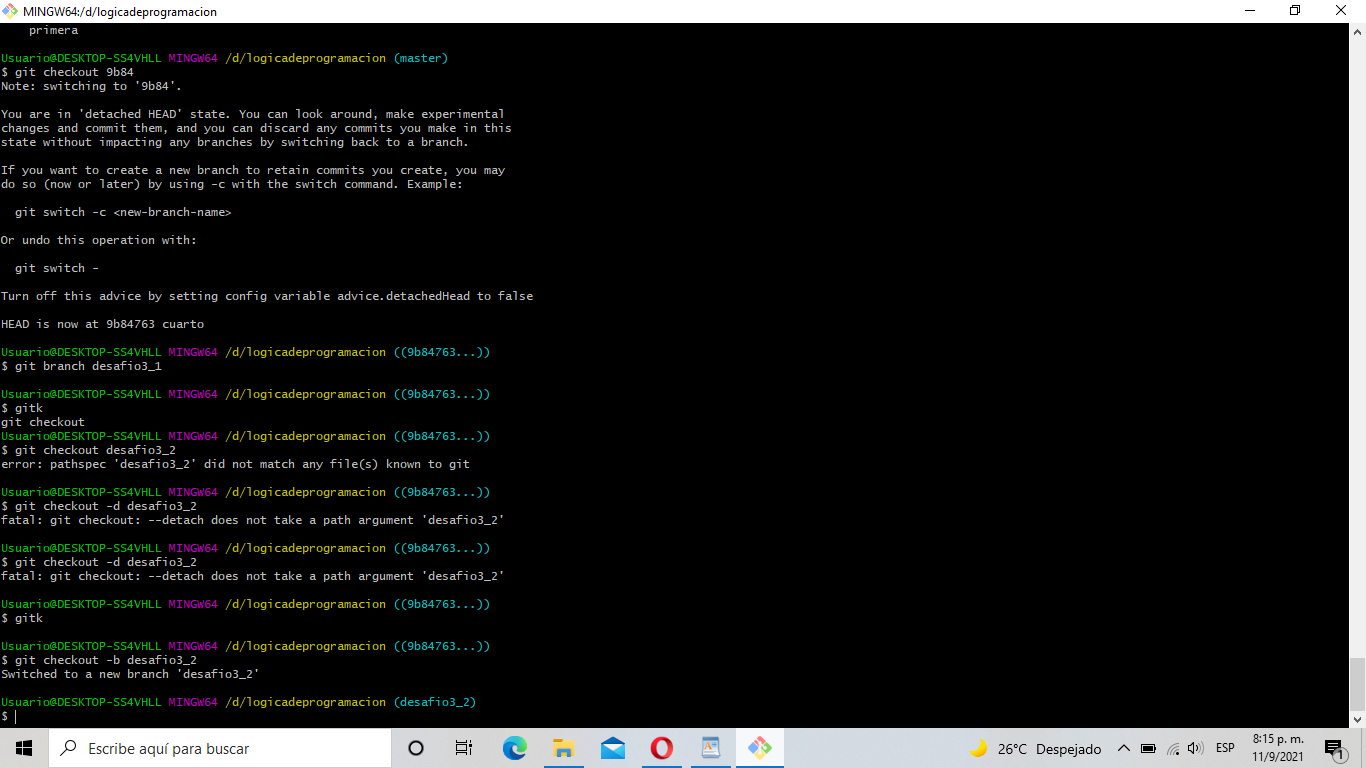 MINGW64:/d/logicadeprogramacion
primera
Usuario@DESKTOP-SS4VHLL MINGW64 /d/logicadeprogramacion (master)
$ git checkout 9b84
Note: switching to '9b84'.
You are in 'detached HEAD' state. You can look around, make experimental
changes and commit them, and you can discard any commits you make in this
state without impacting any branches by switching back to a branch.
If you want to create a new branch to retain commits you create, you may
do so (now or later) by using -c with the switch command. Example:
git switch -c <new-branch-name>
Or undo this operation with:
git switch -
Turn off this advice by setting config variable advice.detachedHead to false
HEAD is now at 9b84763 cuarto
Usuario@DESKTOP-SS4VHLL MINGW64 /d/logicadeprogramacion ((9b84763...))
$ git branch desafio3_1
Usuario@DESKTOP-SS4VHLL MINGW64 /d/logicadeprogramacion ((9b84763...))
$ gitk
git checkout
Usuario@DESKTOP-SS4VHLL MINGW64 /d/logicadeprogramacion ((9b84763...))
$ git checkout desafio3_2
error: pathspec 'desafio3_2' did not match any file(s) known to git
Usuario@DESKTOP-SS4VHLL MINGW64 /d/logicadeprogramacion ((9b84763...))
$ git checkout -d desafio3_2
fatal: git checkout: --detach does not take a path argument 'desafio3_2'
Usuario@DESKTOP-SS4VHLL MINGW64 /d/logicadeprogramacion ((9b84763...))
$ git checkout -d desafio3_2
fatal: git checkout: --detach does not take a path argument 'desafio3_2'
Usuario@DESKTOP-SS4VHLL MINGW64 /d/logicadeprogramacion ((9b84763...))
$ gitk
Usuario@DESKTOP-SS4VHLL MINGW64 /d/logicadeprogramacion ((9b84763...))
$ git checkout -b desafio3_2
Switched to a new branch 'desafio3_2'
Usuario@DESKTOP-SS4VHLL MINGW64 /d/logicadeprogramacion (desafio3_2)
$
Escribe aquí para buscar
26°C Despejado
ESP
8:15 p. m.
11/9/2021
1